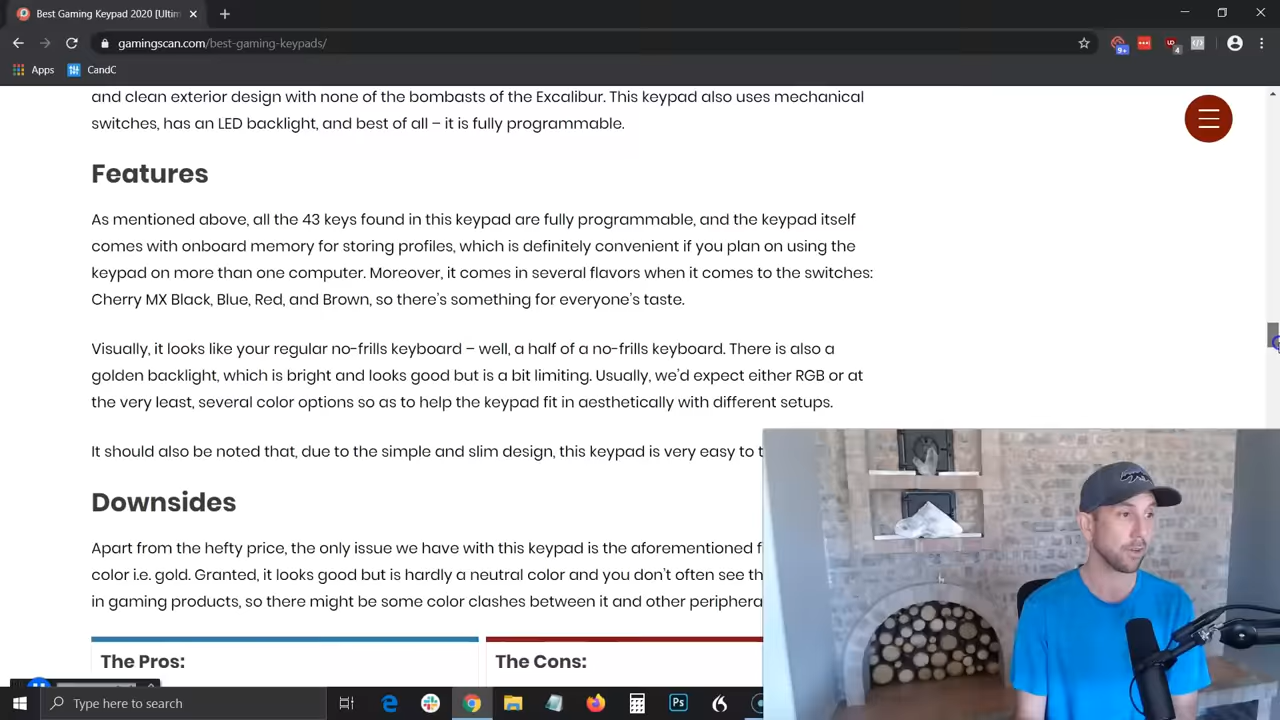 Best Gaming Keypad 2020 [Ultim
gamingscan.com/best-gaming-keypads/
9+
4
Apps
CandC
and clean exterior design with none of the bombasts of the Excalibur. This keypad also uses mechanical
switches, has an LED backlight, and best of all – it is fully programmable.
Features
As mentioned above, all the 43 keys found in this keypad are fully programmable, and the keypad itself
comes with onboard memory for storing profiles, which is definitely convenient if you plan on using the
keypad on more than one computer. Moreover, it comes in several flavors when it comes to the switches:
Cherry MX Black, Blue, Red, and Brown, so there's something for everyone's taste.
Visually, it looks like your regular no-frills keyboard – well, a half of a no-frills keyboard. There is also a
golden backlight, which is bright and looks good but is a bit limiting. Usually, we'd expect either RGB or at
the very least, several color options so as to help the keypad fit in aesthetically with different setups.
It should also be noted that, due to the simple and slim design, this keypad is very easy to t
Downsides
Apart from the hefty price, the only issue we have with this keypad is the aforementioned f
color i.e. gold. Granted, it looks good but is hardly a neutral color and you don't often see th
in gaming products, so there might be some color clashes between it and other periphera
The Pros:
The Cons:
Type here to search
Ps